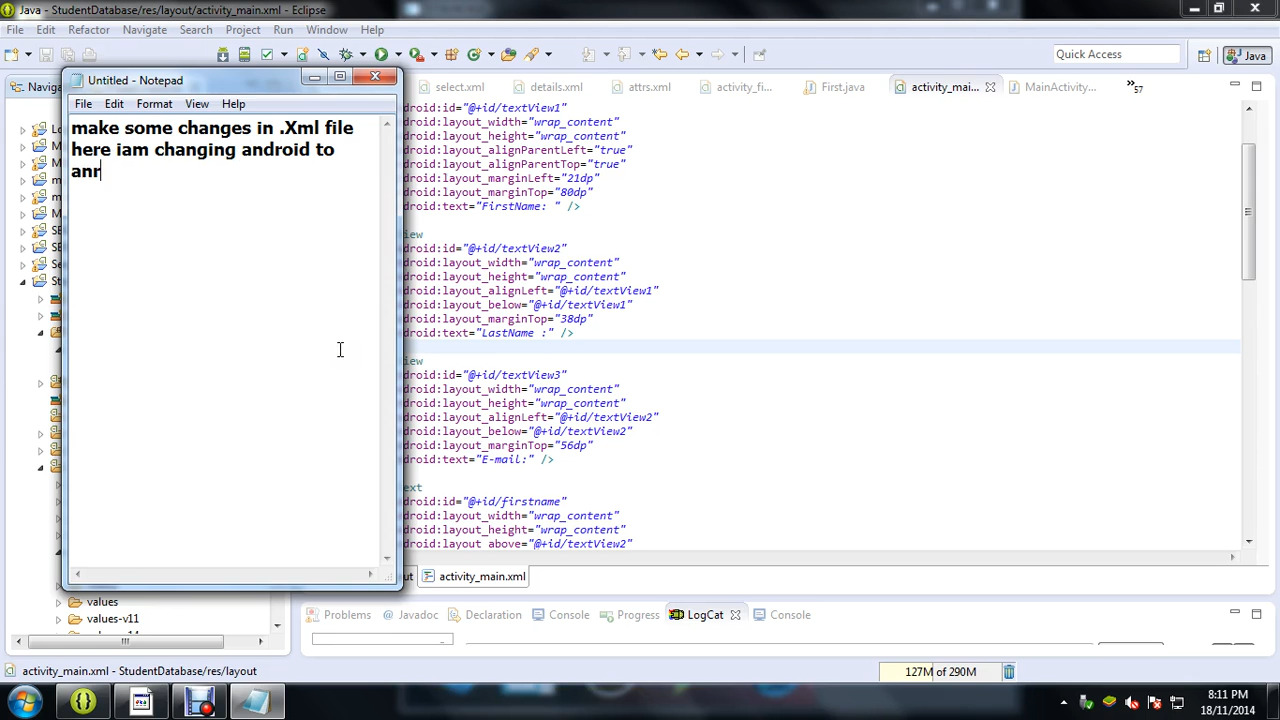 Java - StudentDatabase/res/layout/activity_main.xml - Eclipse
File Edit Refactor Navigate Search Project Run Window Help
Quick Access
Java
Untitled - Notepad
File Edit Format View Help
make some changes in .Xml file
here iam changing android to
anr
Naviga
select.xml details.xml attrs.xml activity_fi... First.java activity_mai... MainActivity.... »57
droid:id="@+id/textView1"
droid:layout_width="wrap_content"
droid:layout_height="wrap_content"
droid:layout_alignParentLeft="true"
droid:layout_alignParentTop="true"
droid:layout_marginLeft="21dp"
droid:layout_marginTop="80dp"
droid:text="FirstName: " />
iew
droid:id="@+id/textView2"
droid:layout_width="wrap_content"
droid:layout_height="wrap_content"
droid:layout_alignLeft="@+id/textView1"
droid:layout_below="@+id/textView1"
droid:layout_marginTop="38dp"
droid:text="LastName :" />
iew
droid:id="@+id/textView3"
droid:layout_width="wrap_content"
droid:layout_height="wrap_content"
droid:layout_alignLeft="@+id/textView2"
droid:layout_below="@+id/textView2"
droid:layout_marginTop="56dp"
droid:text="E-mail:" />
ext
droid:id="@+id/firstname"
droid:layout_width="wrap_content"
droid:layout_height="wrap_content"
droid:layout_above="@+id/textView2"
activity_main.xml
values
values-v11
Problems Javadoc Declaration Console Progress LogCat Console
activity_main.xml - StudentDatabase/res/layout
127M of 290M
8:11 PM
18/11/2014